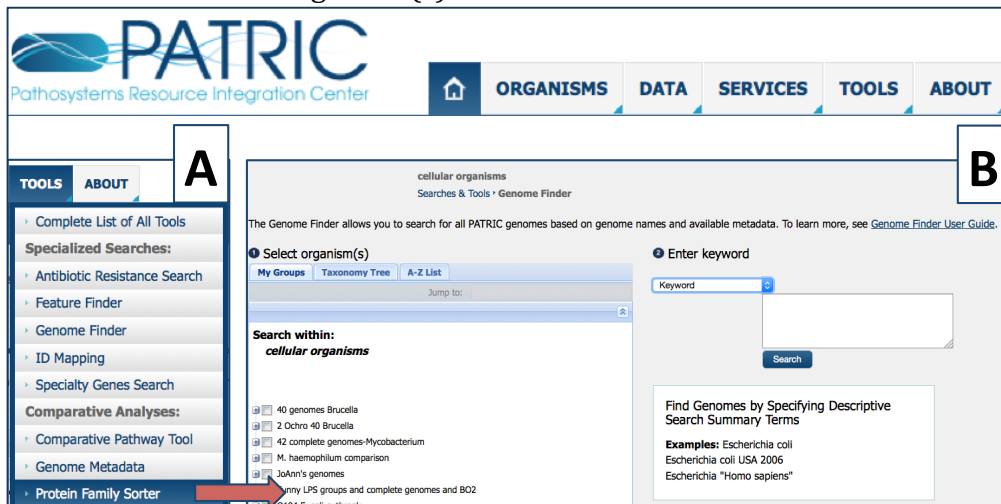 PATRIC
Pathosystems Resource Integration Center
ORGANISMS DATA SERVICES TOOLS ABOUT
A
TOOLS ABOUT
Complete List of All Tools
Specialized Searches:
Antibiotic Resistance Search
Feature Finder
Genome Finder
ID Mapping
Specialty Genes Search
Comparative Analyses:
Comparative Pathway Tool
Genome Metadata
Protein Family Sorter
B
cellular organisms
Searches & Tools › Genome Finder
The Genome Finder allows you to search for all PATRIC genomes based on genome names and available metadata. To learn more, see Genome Finder User Guide.
1 Select organism(s)
My Groups Taxonomy Tree A-Z List
Jump to:
Search within:
cellular organisms
40 genomes Brucella
2 Ochro 40 Brucella
42 complete genomes-Mycobacterium
M. haemophilum comparison
JoAnn's genomes
LPS groups and complete genomes and BO2
2 Enter keyword
Keyword
Search
Find Genomes by Specifying Descriptive
Search Summary Terms
Examples: Escherichia coli
Escherichia coli USA 2006
Escherichia "Homo sapiens"